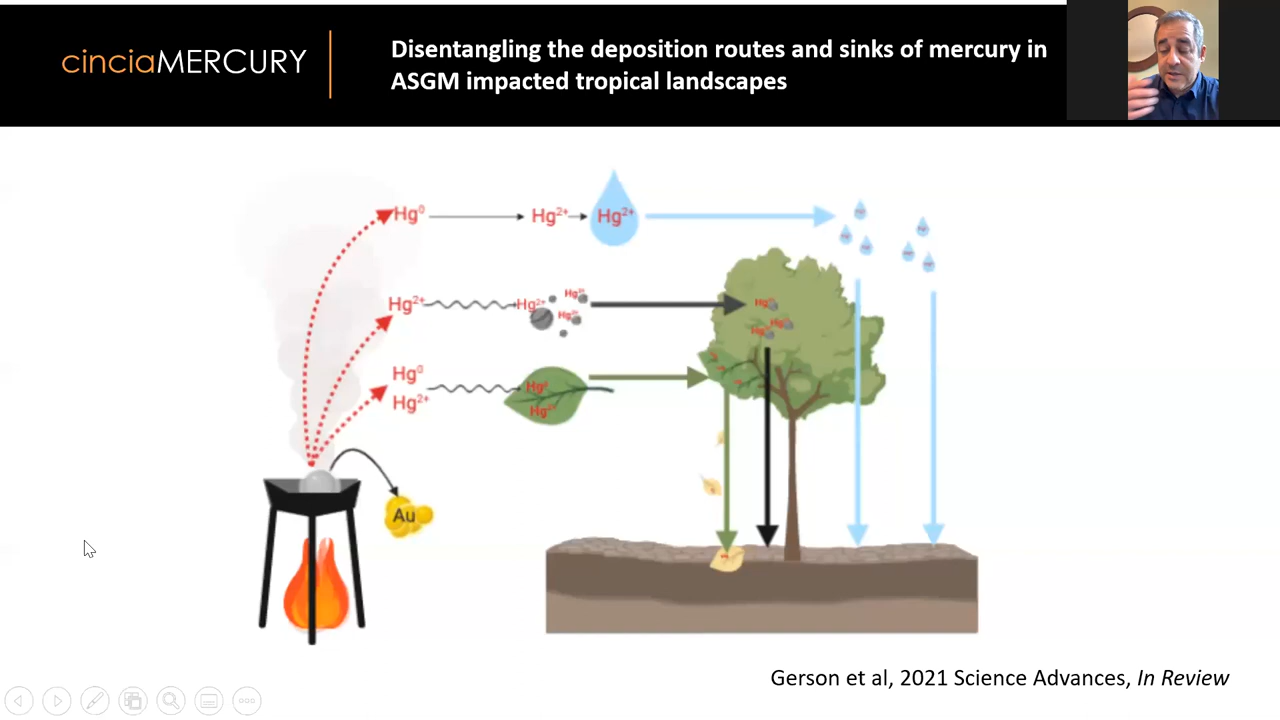 cinciaMERCURY
Disentangling the deposition routes and sinks of mercury in
ASGM impacted tropical landscapes
Hg⁰
Hg²⁺
Hg²⁺
Hg²⁺
Hg²⁺
Hg²⁺
Hg⁰
Hg²⁺
Au
Gerson et al, 2021 Science Advances, In Review